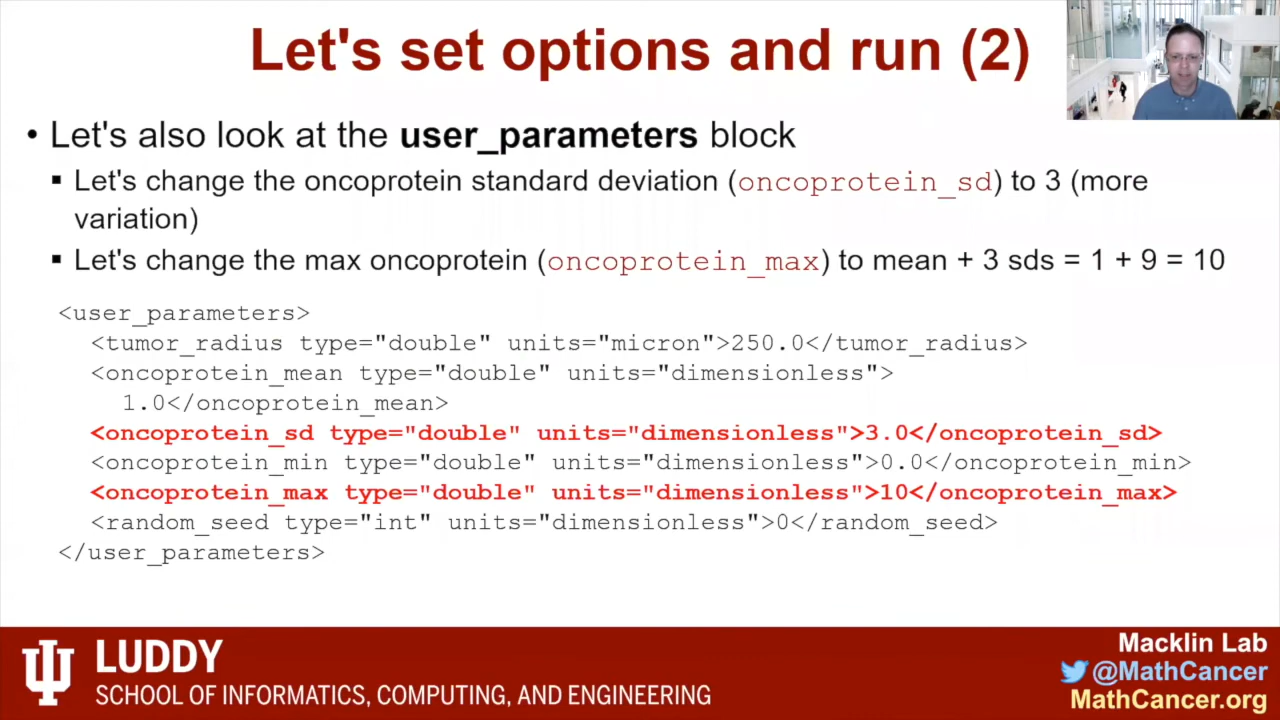 Let's set options and run (2)
• Let's also look at the user_parameters block
▪ Let's change the oncoprotein standard deviation (oncoprotein_sd) to 3 (more
variation)
▪ Let's change the max oncoprotein (oncoprotein_max) to mean + 3 sds = 1 + 9 = 10
<user_parameters>
<tumor_radius type="double" units="micron">250.0</tumor_radius>
<oncoprotein_mean type="double" units="dimensionless">
1.0</oncoprotein_mean>
<oncoprotein_sd type="double" units="dimensionless">3.0</oncoprotein_sd>
<oncoprotein_min type="double" units="dimensionless">0.0</oncoprotein_min>
<oncoprotein_max type="double" units="dimensionless">10</oncoprotein_max>
<random_seed type="int" units="dimensionless">0</random_seed>
</user_parameters>
LUDDY
SCHOOL OF INFORMATICS, COMPUTING, AND ENGINEERING
Macklin Lab
@MathCancer
MathCancer.org